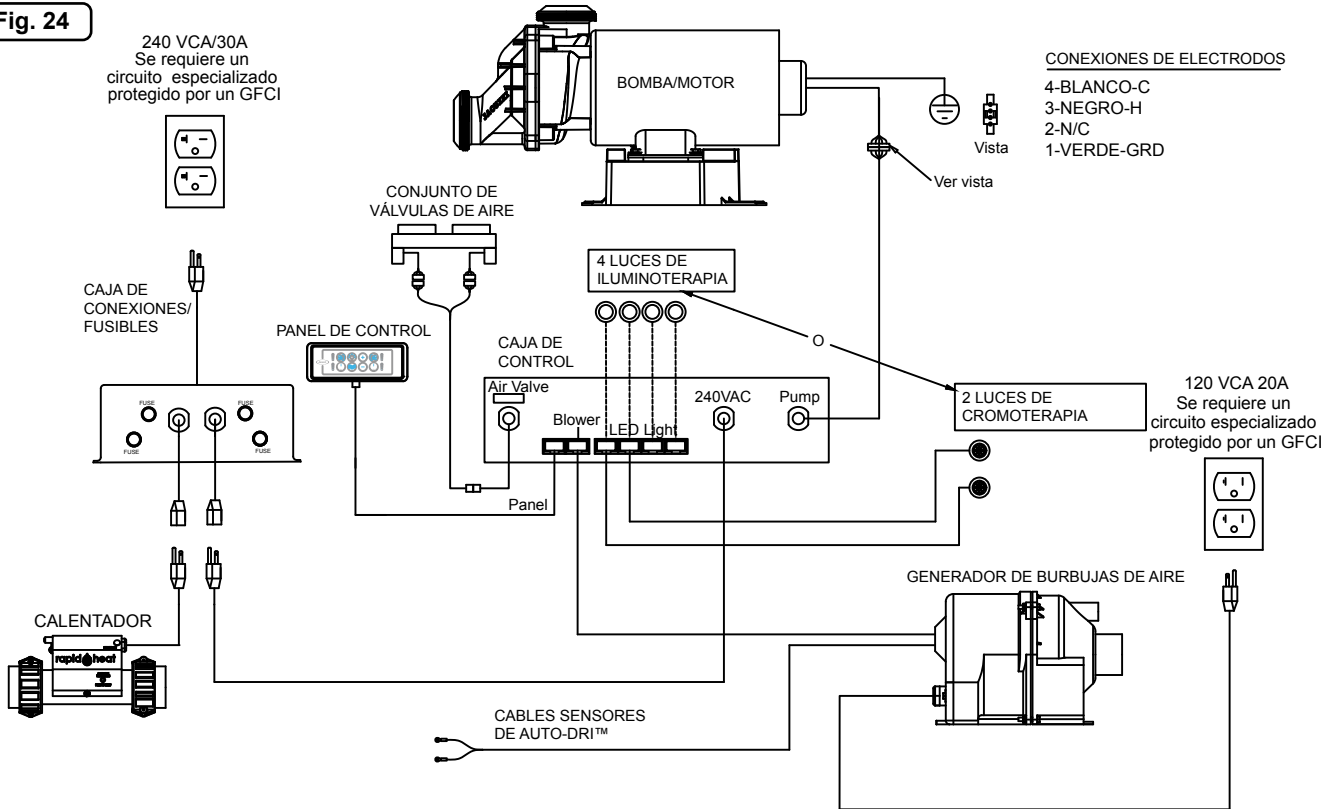 Fig. 24
240 VCA/30A
Se requiere un
circuito especializado
protegido por un GFCI
BOMBA/MOTOR
CONEXIONES DE ELECTRODOS
4-BLANCO-C
3-NEGRO-H
2-N/C
1-VERDE-GRD
Vista
Ver vista
CONJUNTO DE
VÁLVULAS DE AIRE
4 LUCES DE
ILUMINOTERAPIA
CAJA DE
CONEXIONES/
FUSIBLES
PANEL DE CONTROL
CAJA DE
CONTROL
O
Air Valve
Blower
LED Light
240VAC
Pump
Panel
2 LUCES DE
CROMOTERAPIA
120 VCA 20A
Se requiere un
circuito especializado
protegido por un GFCI
FUSE
FUSE
FUSE
FUSE
CALENTADOR
rapid heat
GENERADOR DE BURBUJAS DE AIRE
CABLES SENSORES
DE AUTO-DRI™